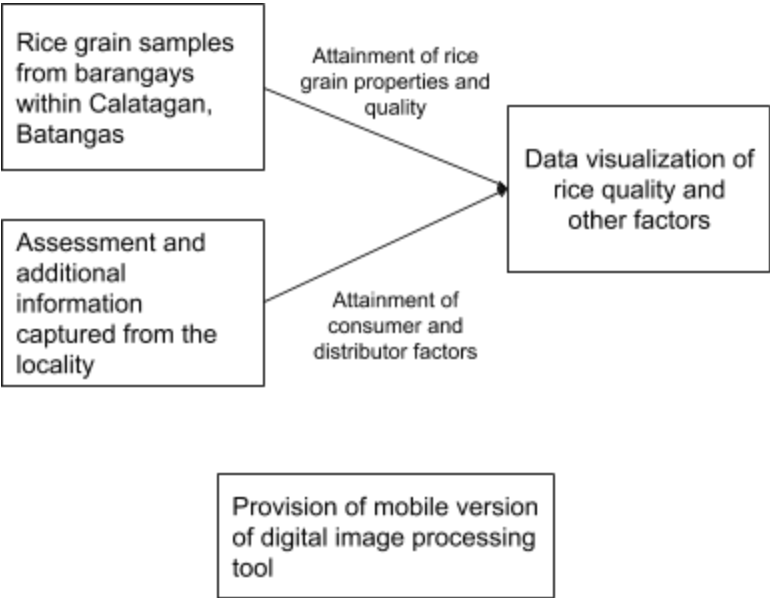 Rice grain samples
from barangays
within Calatagan,
Batangas
Attainment of rice
grain properties and
quality
Data visualization of
rice quality and
other factors
Assessment and
additional
information
captured from the
locality
Attainment of
consumer and
distributor factors
Provision of mobile version
of digital image processing
tool